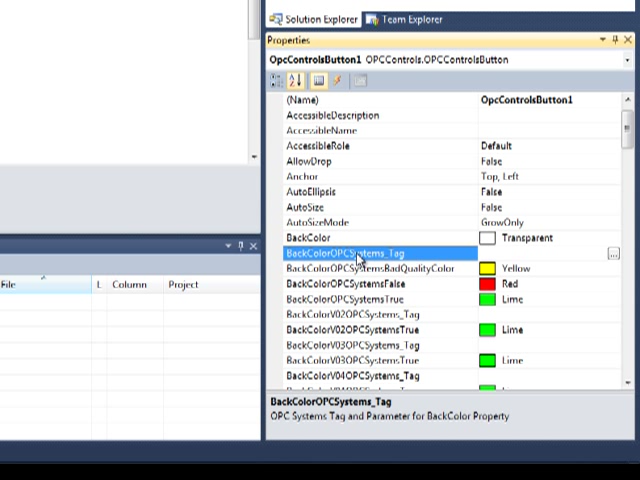 Solution Explorer Team Explorer
Properties
OpcControlsButton1 OPCControls.OPCControlsButton
(Name) OpcControlsButton1
AccessibleDescription
AccessibleName
AccessibleRole Default
AllowDrop False
Anchor Top, Left
AutoEllipsis False
AutoSize False
AutoSizeMode GrowOnly
BackColor Transparent
BackColorOPCSystems_Tag
BackColorOPCSystemsBadQualityColor Yellow
BackColorOPCSystemsFalse Red
BackColorOPCSystemsTrue Lime
BackColorV02OPCSystems_Tag
BackColorV02OPCSystemsTrue Lime
BackColorV03OPCSystems_Tag
BackColorV03OPCSystemsTrue Lime
BackColorV04OPCSystems_Tag
File L Column Project
BackColorOPCSystems_Tag
OPC Systems Tag and Parameter for BackColor Property